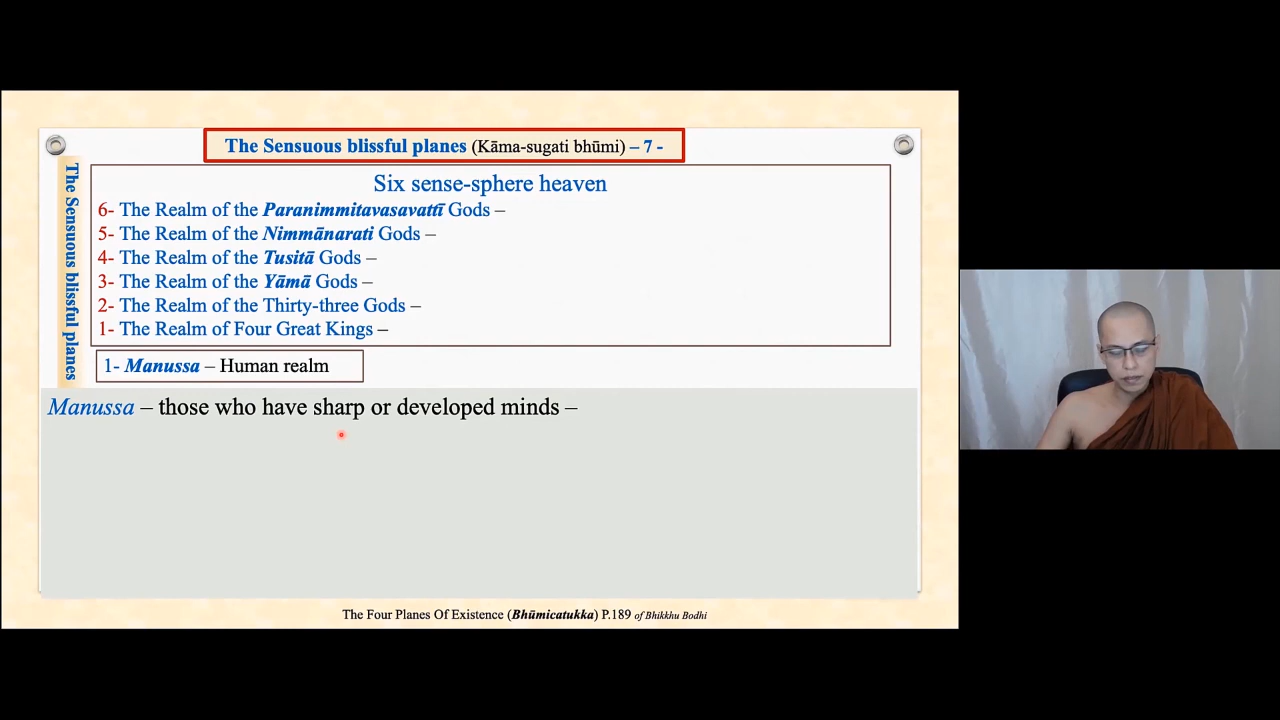 The Sensuous blissful planes (Kāma-sugati bhūmi) – 7 -
The Sensuous blissful planes
Six sense-sphere heaven
6- The Realm of the Paranimmitavasavattī Gods –
5- The Realm of the Nimmānarati Gods –
4- The Realm of the Tusitā Gods –
3- The Realm of the Yāmā Gods –
2- The Realm of the Thirty-three Gods –
1- The Realm of Four Great Kings –
1- Manussa – Human realm
Manussa – those who have sharp or developed minds –
The Four Planes Of Existence (Bhūmicatukka) P.189 of Bhikkhu Bodhi